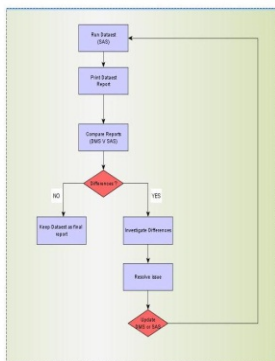 Run Dataset
(SAS)
Print Dataset
Report
Compare Reports
(DMS V SAS)
Differences?
NO
YES
Keep Dataset as final
report
Investigate Differences
Resolve Issue
Update
DMS or SAS